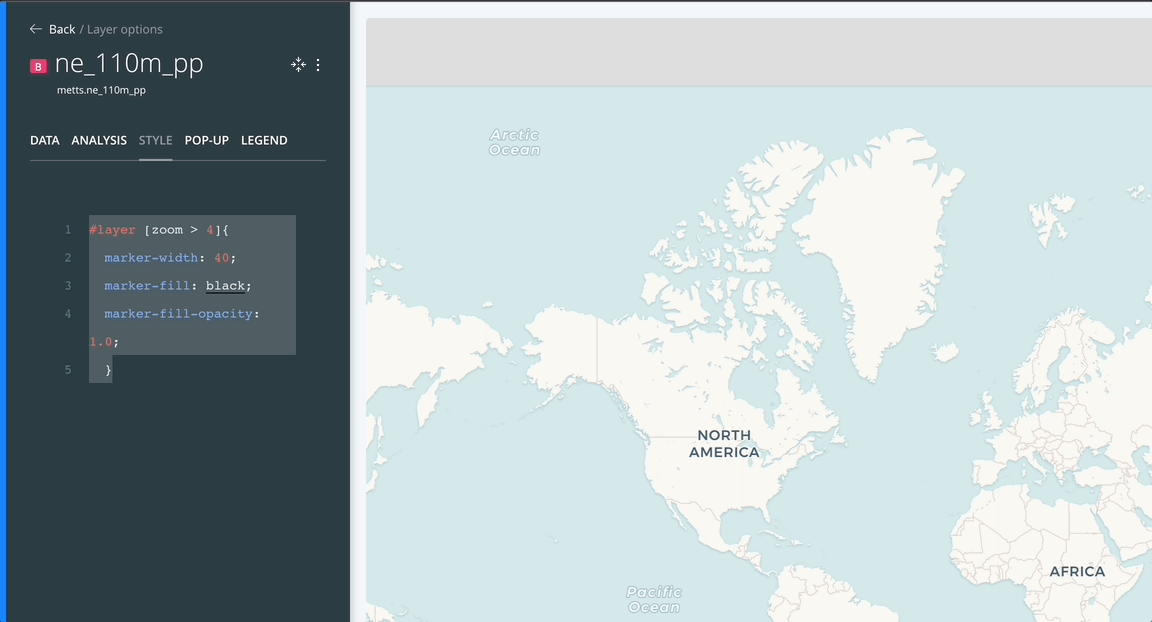 ← Back / Layer options
B ne_110m_pp
metts.ne_110m_pp
DATA ANALYSIS STYLE POP-UP LEGEND
1 #layer [zoom > 4]{
2 marker-width: 40;
3 marker-fill: black;
4 marker-fill-opacity:
1.0;
5 }
Arctic
Ocean
NORTH
AMERICA
AFRICA
Pacific
Ocean